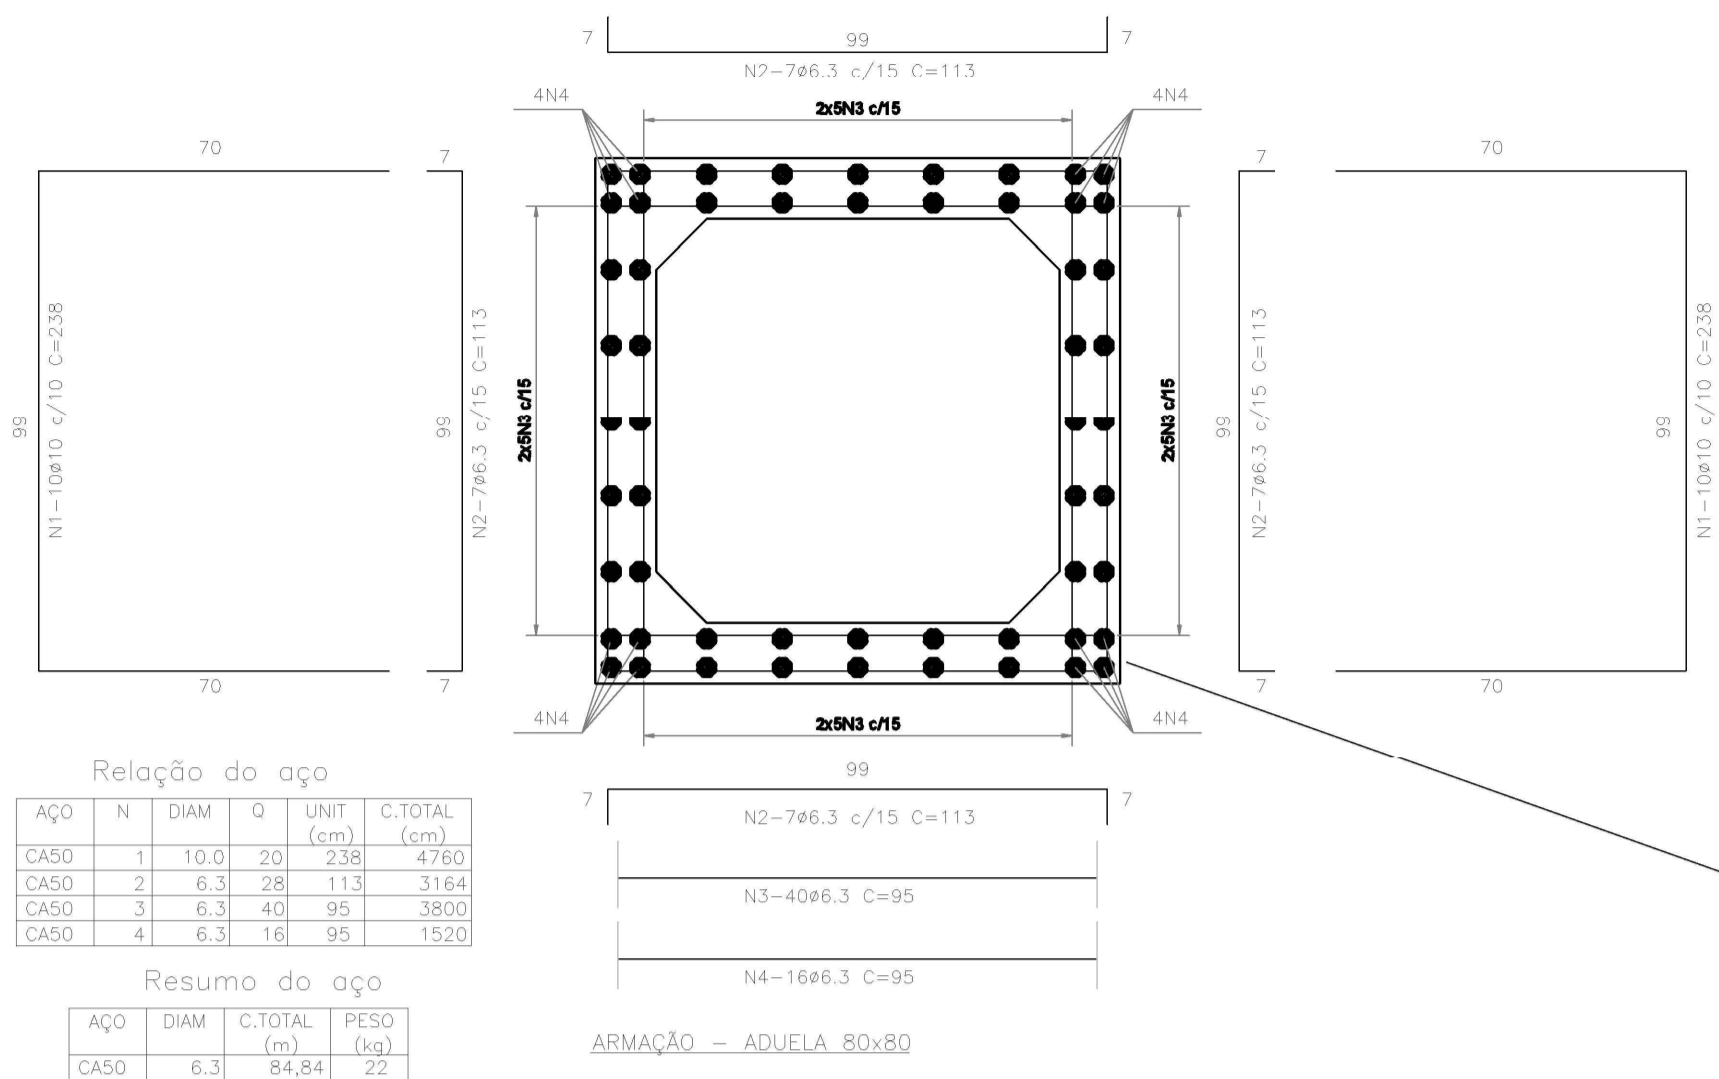 7
99
7
N2-7ø6.3 c/15 C=113
4N4
2x5N3 c/15
4N4
70
7
7
70
99
N1-10ø10 c/10 C=238
99
N2-7ø6.3 c/15 C=113
2x5N3 c/15
2x5N3 c/15
99
N2-7ø6.3 c/15 C=113
99
N1-10ø10 c/10 C=238
70
7
7
70
4N4
2x5N3 c/15
4N4
99
7
7
N2-7ø6.3 c/15 C=113
N3-40ø6.3 C=95
N4-16ø6.3 C=95
ARMAÇÃO - ADUELA 80x80
Relação do aço
AÇO N DIAM Q UNIT (cm) C.TOTAL (cm)
CA50 1 10.0 20 238 4760
CA50 2 6.3 28 113 3164
CA50 3 6.3 40 95 3800
CA50 4 6.3 16 95 1520
Resumo do aço
AÇO DIAM C.TOTAL (m) PESO (kg)
CA50 6.3 84,84 22